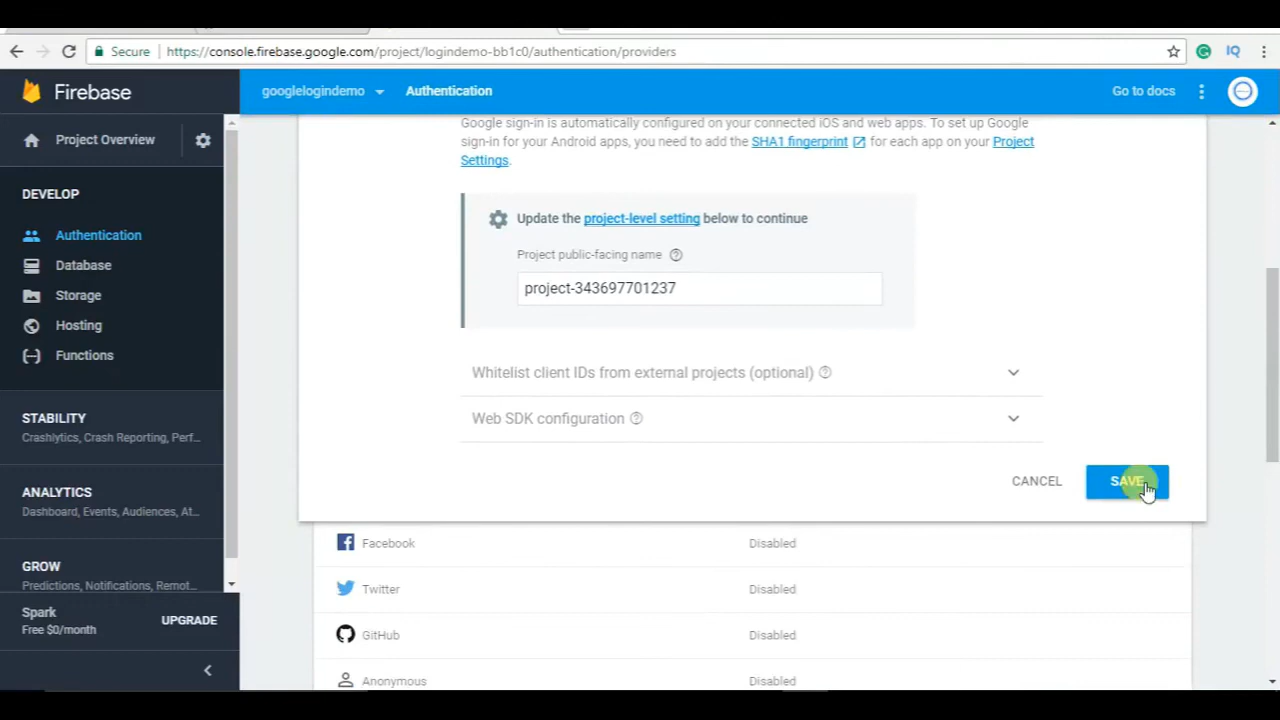 Secure
https://console.firebase.google.com/project/logindemo-bb1c0/authentication/providers
Firebase
googlelogindemo
Authentication
Go to docs
Project Overview
DEVELOP
Authentication
Database
Storage
Hosting
Functions
STABILITY
Crashlytics, Crash Reporting, Perf...
ANALYTICS
Dashboard, Events, Audiences, At...
GROW
Predictions, Notifications, Remot...
Spark
Free $0/month
UPGRADE
Google sign-in is automatically configured on your connected iOS and web apps. To set up Google
sign-in for your Android apps, you need to add the SHA1 fingerprint for each app on your Project
Settings.
Update the project-level setting below to continue
Project public-facing name
project-343697701237
Whitelist client IDs from external projects (optional)
Web SDK configuration
CANCEL
SAVE
Facebook Disabled
Twitter Disabled
GitHub Disabled
Anonymous Disabled